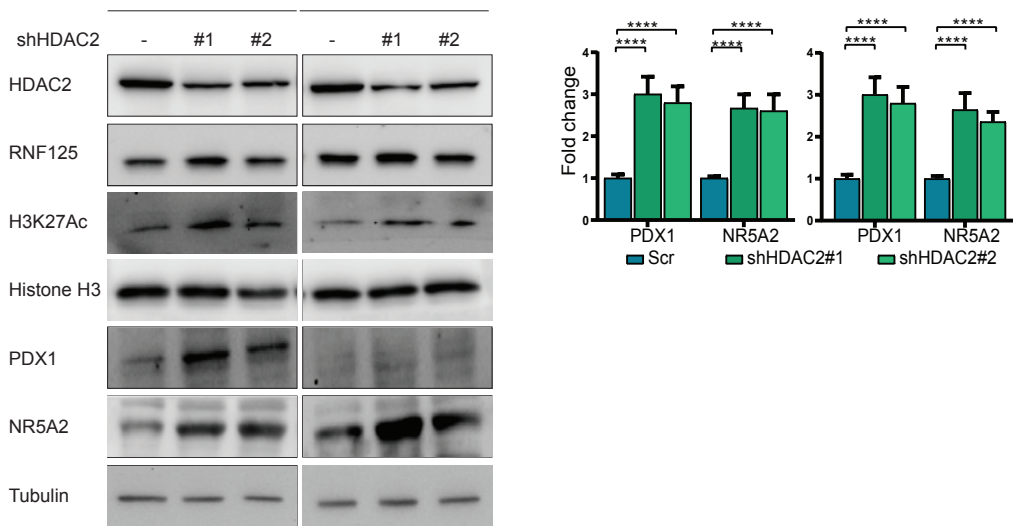 shHDAC2 - #1 #2 - #1 #2
HDAC2
RNF125
H3K27Ac
Histone H3
PDX1
NR5A2
Tubulin
**** ****
**** ****
Fold change
4
3
2
1
0
PDX1 NR5A2
**** ****
**** ****
4
3
2
1
0
PDX1 NR5A2
Scr shHDAC2#1 shHDAC2#2